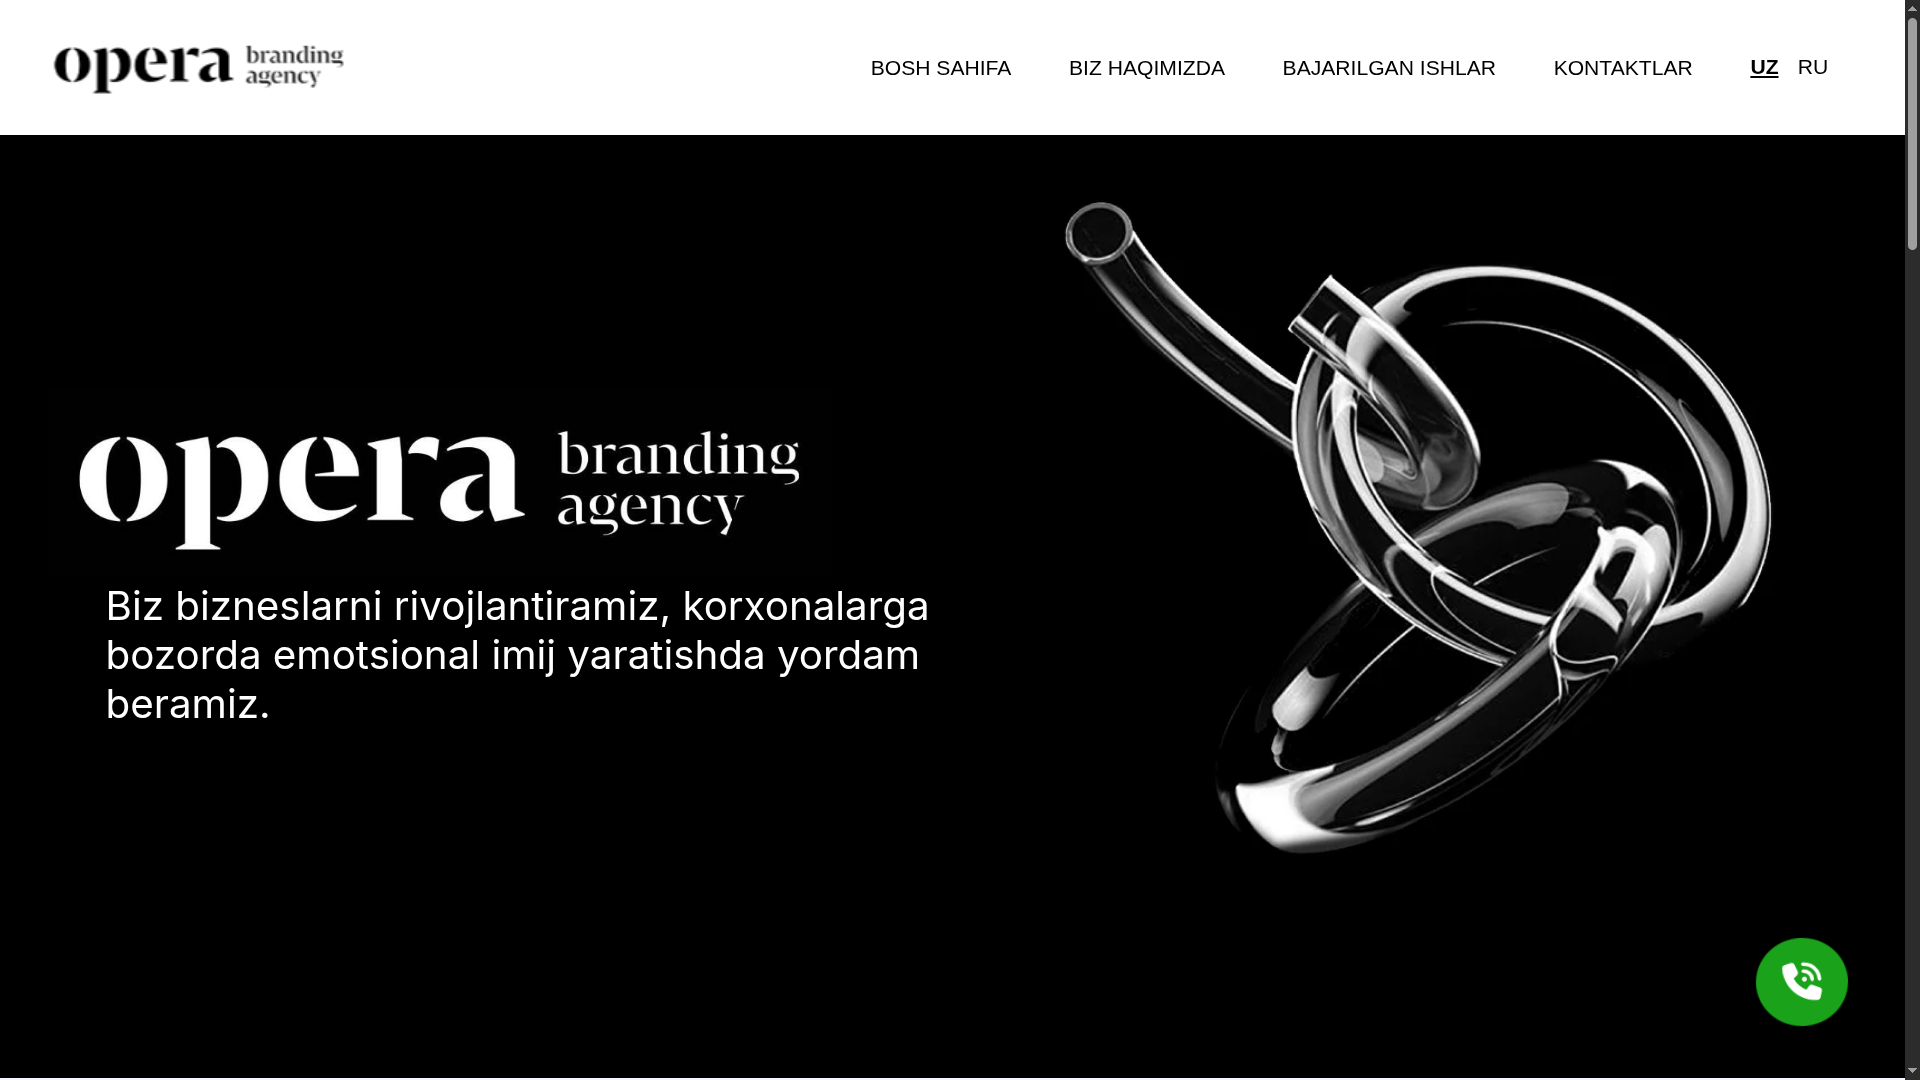 opera branding agency
BOSH SAHIFA
BIZ HAQIMIZDA
BAJARILGAN ISHLAR
KONTAKTLAR
UZ
RU
opera branding
agency
Biz bizneslarni rivojlantiramiz, korxonalarga
bozorda emotsional imij yaratishda yordam
beramiz.